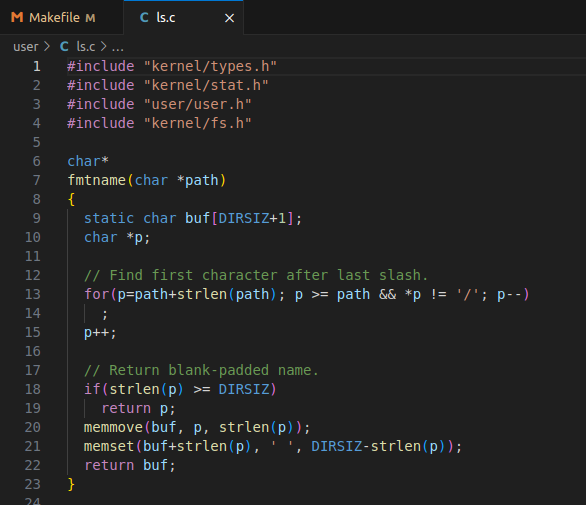 Makefile M
ls.c
user > ls.c > ...
1 #include "kernel/types.h"
2 #include "kernel/stat.h"
3 #include "user/user.h"
4 #include "kernel/fs.h"
5
6 char*
7 fmtname(char *path)
8 {
9   static char buf[DIRSIZ+1];
10   char *p;
11
12   // Find first character after last slash.
13   for(p=path+strlen(path); p >= path && *p != '/'; p--)
14     ;
15   p++;
16
17   // Return blank-padded name.
18   if(strlen(p) >= DIRSIZ)
19     return p;
20   memmove(buf, p, strlen(p));
21   memset(buf+strlen(p), ' ', DIRSIZ-strlen(p));
22   return buf;
23 }
24